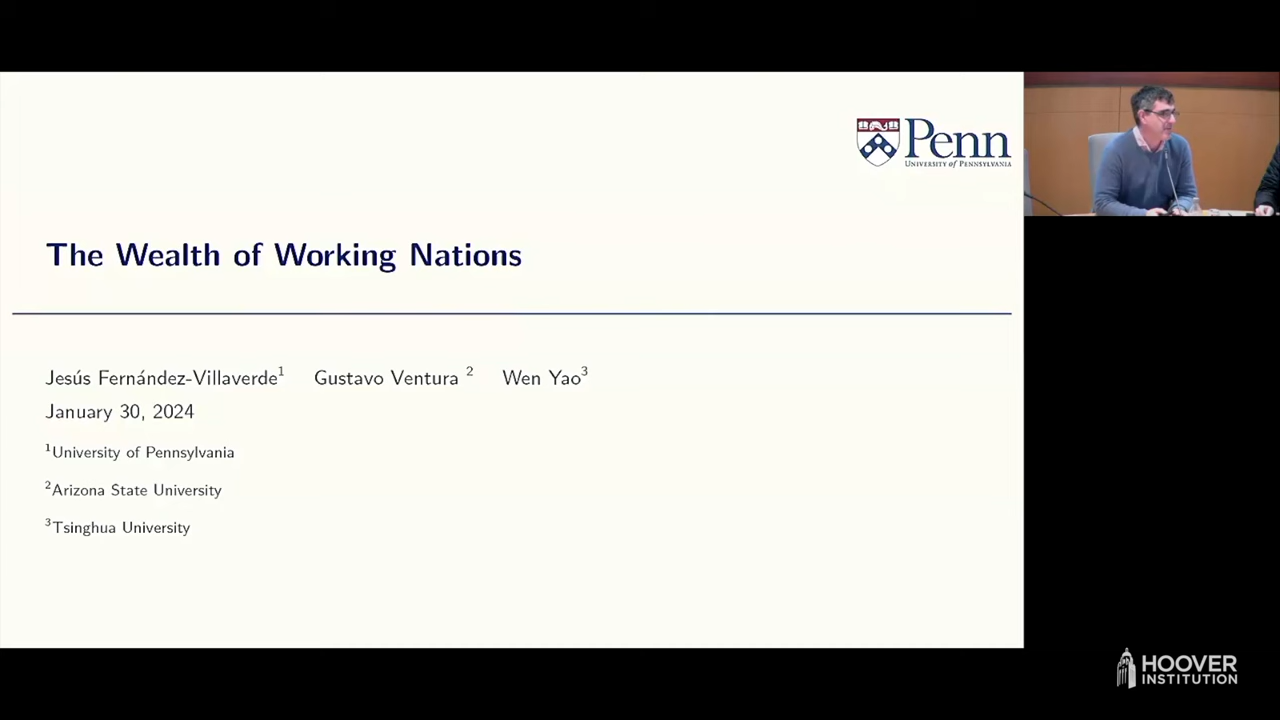 Penn
UNIVERSITY of PENNSYLVANIA
The Wealth of Working Nations
Jesús Fernández-Villaverde¹ Gustavo Ventura ² Wen Yao³
January 30, 2024
¹University of Pennsylvania
²Arizona State University
³Tsinghua University
HOOVER
INSTITUTION